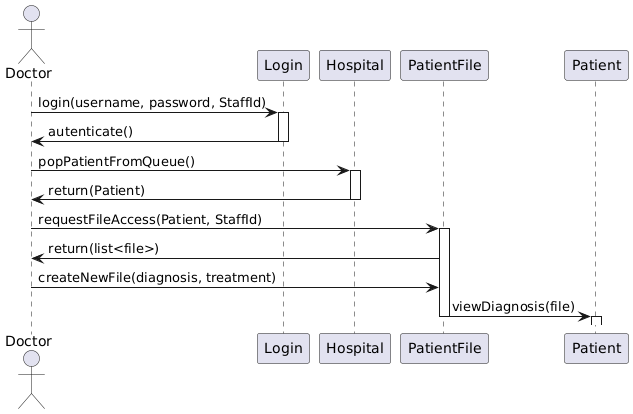 Doctor
Login
Hospital
PatientFile
Patient
login(username, password, StaffId)
autenticate()
popPatientFromQueue()
return(Patient)
requestFileAccess(Patient, StaffId)
return(list<file>)
createNewFile(diagnosis, treatment)
viewDiagnosis(file)
Doctor
Login
Hospital
PatientFile
Patient